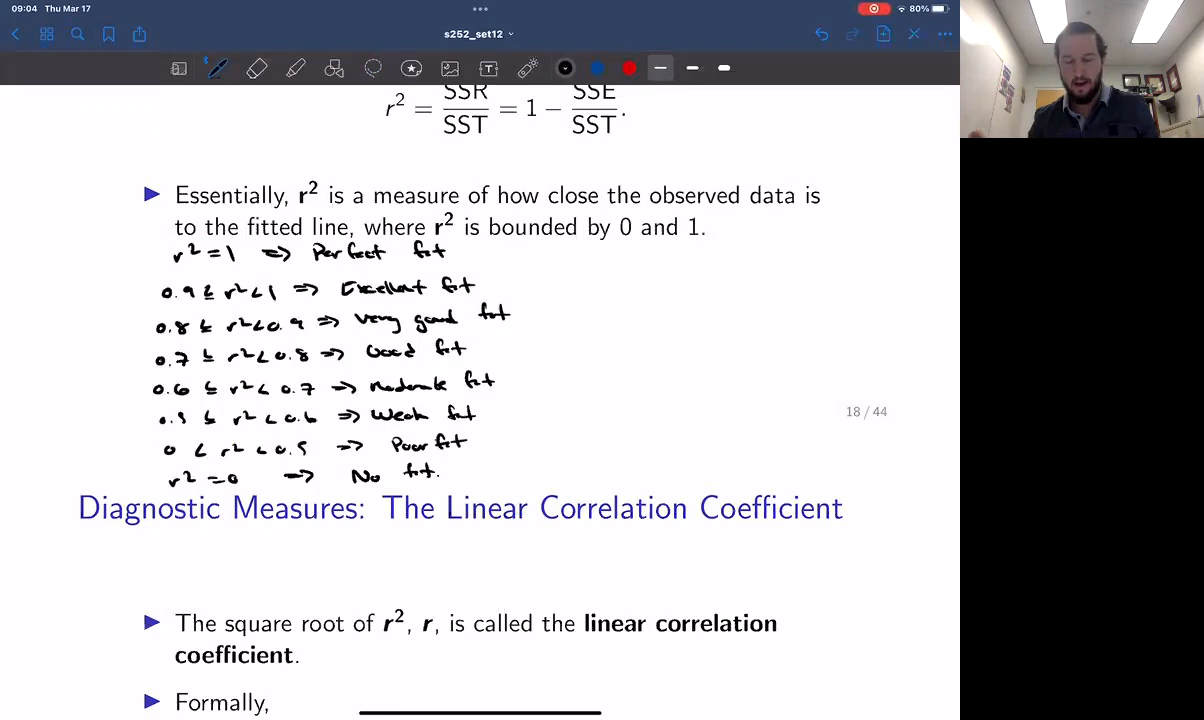 09:04 Thu Mar 17
80%
s252_set12
r² = SSR/SST = 1 − SSE/SST.
Essentially, r² is a measure of how close the observed data is
to the fitted line, where r² is bounded by 0 and 1.
r² = 1 => Perfect fit
0.9 ≤ r² < 1 => Excellent fit
0.8 ≤ r² < 0.9 => Very good fit
0.7 ≤ r² < 0.8 => Good fit
0.6 ≤ r² < 0.7 => Moderate fit
0.5 ≤ r² < 0.6 => Weak fit
0 < r² < 0.5 => Poor fit
r² = 0 => No fit.
18 / 44
Diagnostic Measures: The Linear Correlation Coefficient
The square root of r², r, is called the linear correlation
coefficient.
Formally,